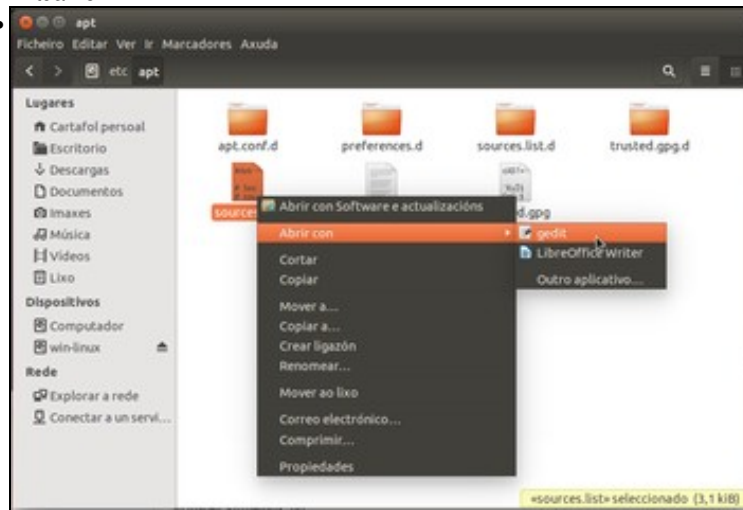 apt
Ficheiro Editar Ver Ir Marcadores Axuda
etc apt
Lugares
Cartafol persoal
Escritorio
Descargas
Documentos
Imaxes
Música
Vídeos
Lixo
Dispositivos
Computador
win-linux
Rede
Explorar a rede
Conectar a un servi...
apt.conf.d
preferences.d
sources.list.d
trusted.gpg.d
sources
d.gpg
Abrir con Software e actualizacións
Abrir con
Cortar
Copiar
Mover a...
Copiar a...
Crear ligazón
Renomear...
Mover ao lixo
Correo electrónico...
Comprimir...
Propiedades
gedit
LibreOffice Writer
Outro aplicativo...
«sources.list» seleccionado (3,1 kiB)